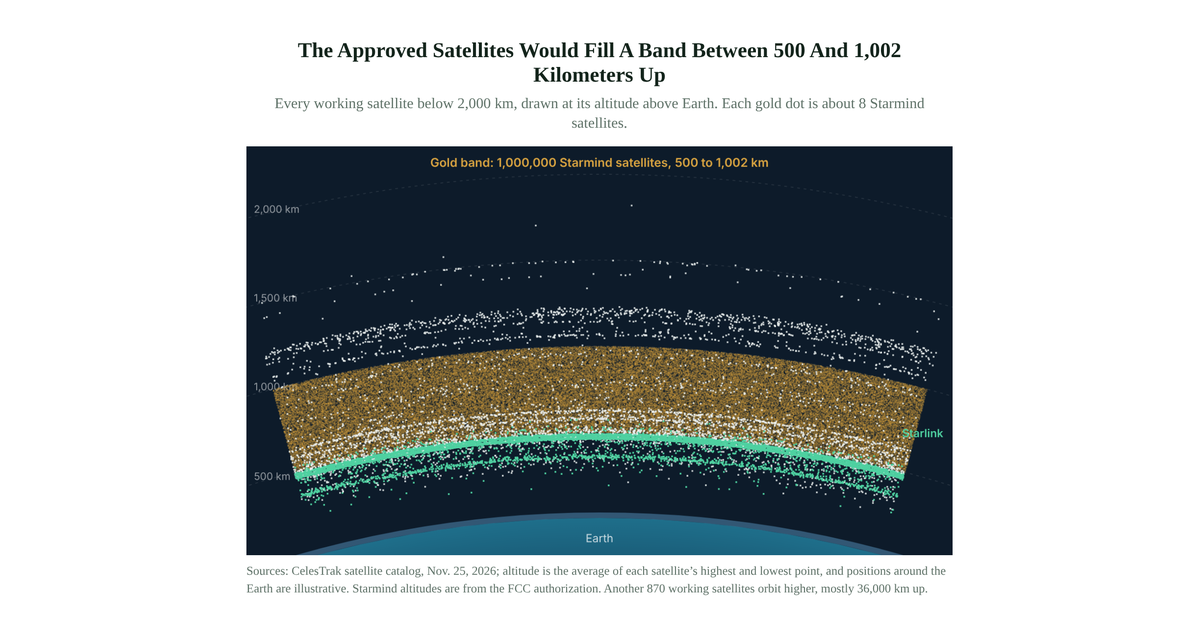 The Approved Satellites Would Fill A Band Between 500 And 1,002
Kilometers Up
Every working satellite below 2,000 km, drawn at its altitude above Earth. Each gold dot is about 8 Starmind
satellites.
Gold band: 1,000,000 Starmind satellites, 500 to 1,002 km
2,000 km
1,500 km
1,000 km
Starlink
500 km
Earth
Sources: CelesTrak satellite catalog, Nov. 25, 2026; altitude is the average of each satellite’s highest and lowest point, and positions around the
Earth are illustrative. Starmind altitudes are from the FCC authorization. Another 870 working satellites orbit higher, mostly 36,000 km up.